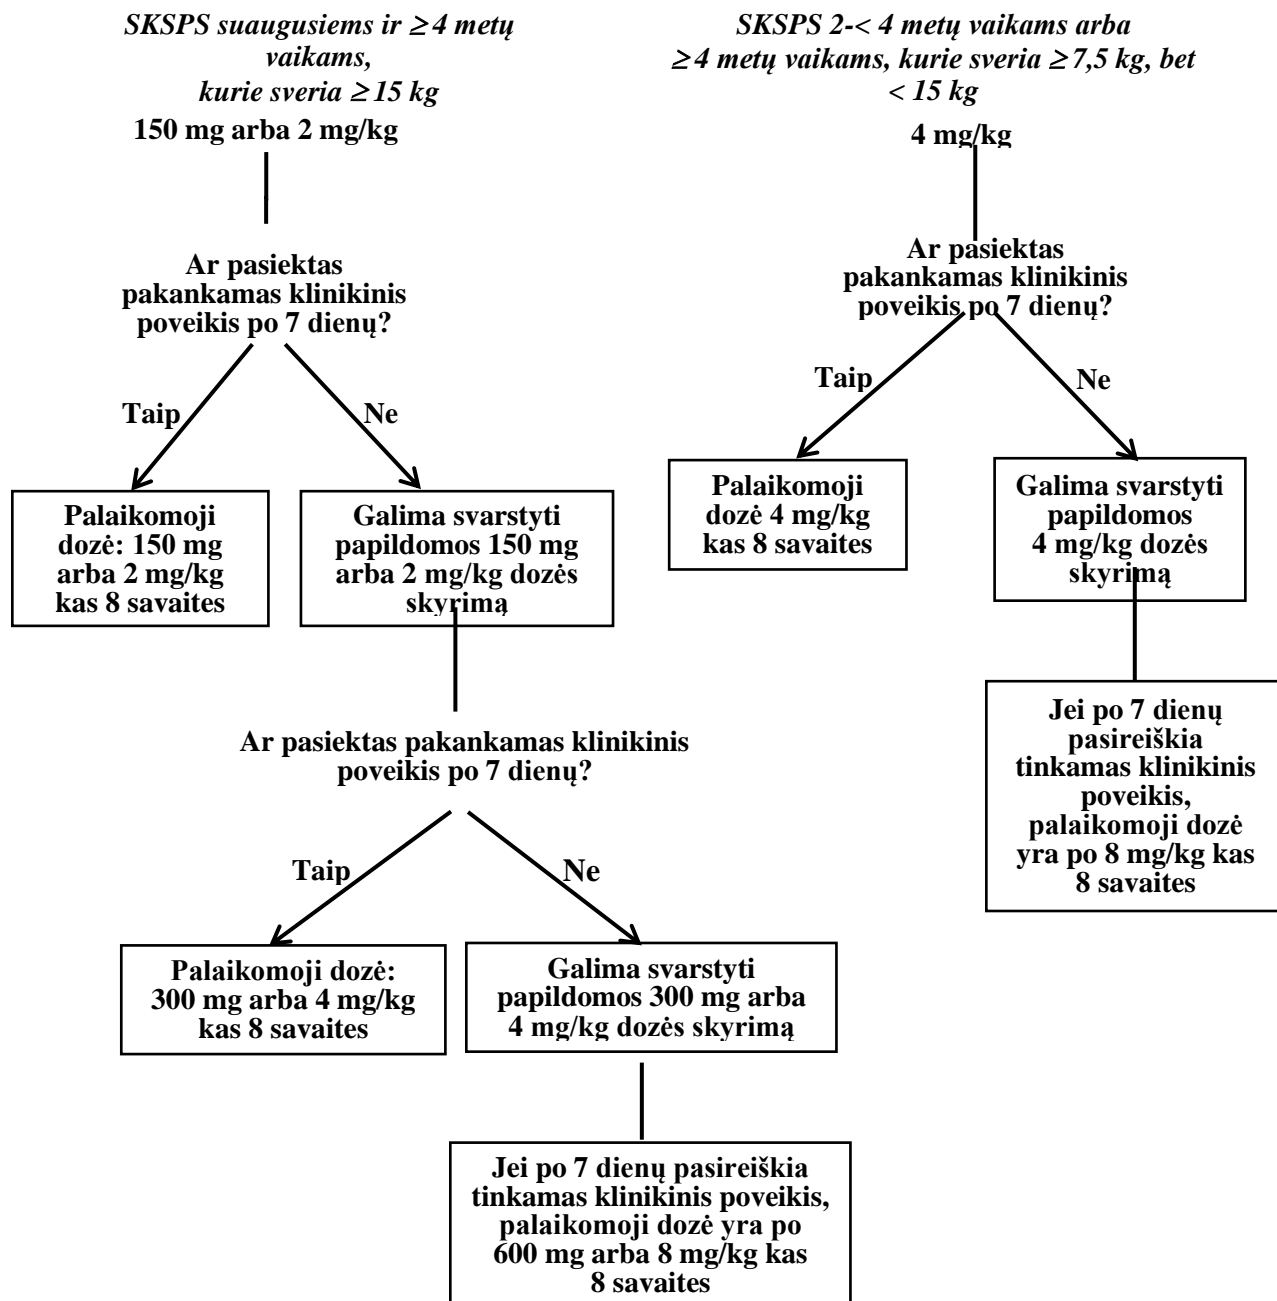 SKSPS suaugusiems ir ≥ 4 metų
vaikams,
kurie sveria ≥ 15 kg
150 mg arba 2 mg/kg
Ar pasiektas
pakankamas klinikinis
poveikis po 7 dienų?
Taip
Ne
Palaikomoji
dozė: 150 mg
arba 2 mg/kg
kas 8 savaites
Galima svarstyti
papildomos 150 mg
arba 2 mg/kg dozės
skyrimą
Ar pasiektas pakankamas klinikinis
poveikis po 7 dienų?
Taip
Ne
Palaikomoji dozė:
300 mg arba 4 mg/kg
kas 8 savaites
Galima svarstyti
papildomos 300 mg arba
4 mg/kg dozės skyrimą
Jei po 7 dienų pasireiškia
tinkamas klinikinis poveikis,
palaikomoji dozė yra po
600 mg arba 8 mg/kg kas
8 savaites
SKSPS 2-< 4 metų vaikams arba
≥ 4 metų vaikams, kurie sveria ≥ 7,5 kg, bet
< 15 kg
4 mg/kg
Ar pasiektas
pakankamas klinikinis
poveikis po 7 dienų?
Taip
Ne
Palaikomoji
dozė 4 mg/kg
kas 8 savaites
Galima svarstyti
papildomos
4 mg/kg dozės
skyrimą
Jei po 7 dienų
pasireiškia
tinkamas klinikinis
poveikis,
palaikomoji dozė
yra po 8 mg/kg kas
8 savaites